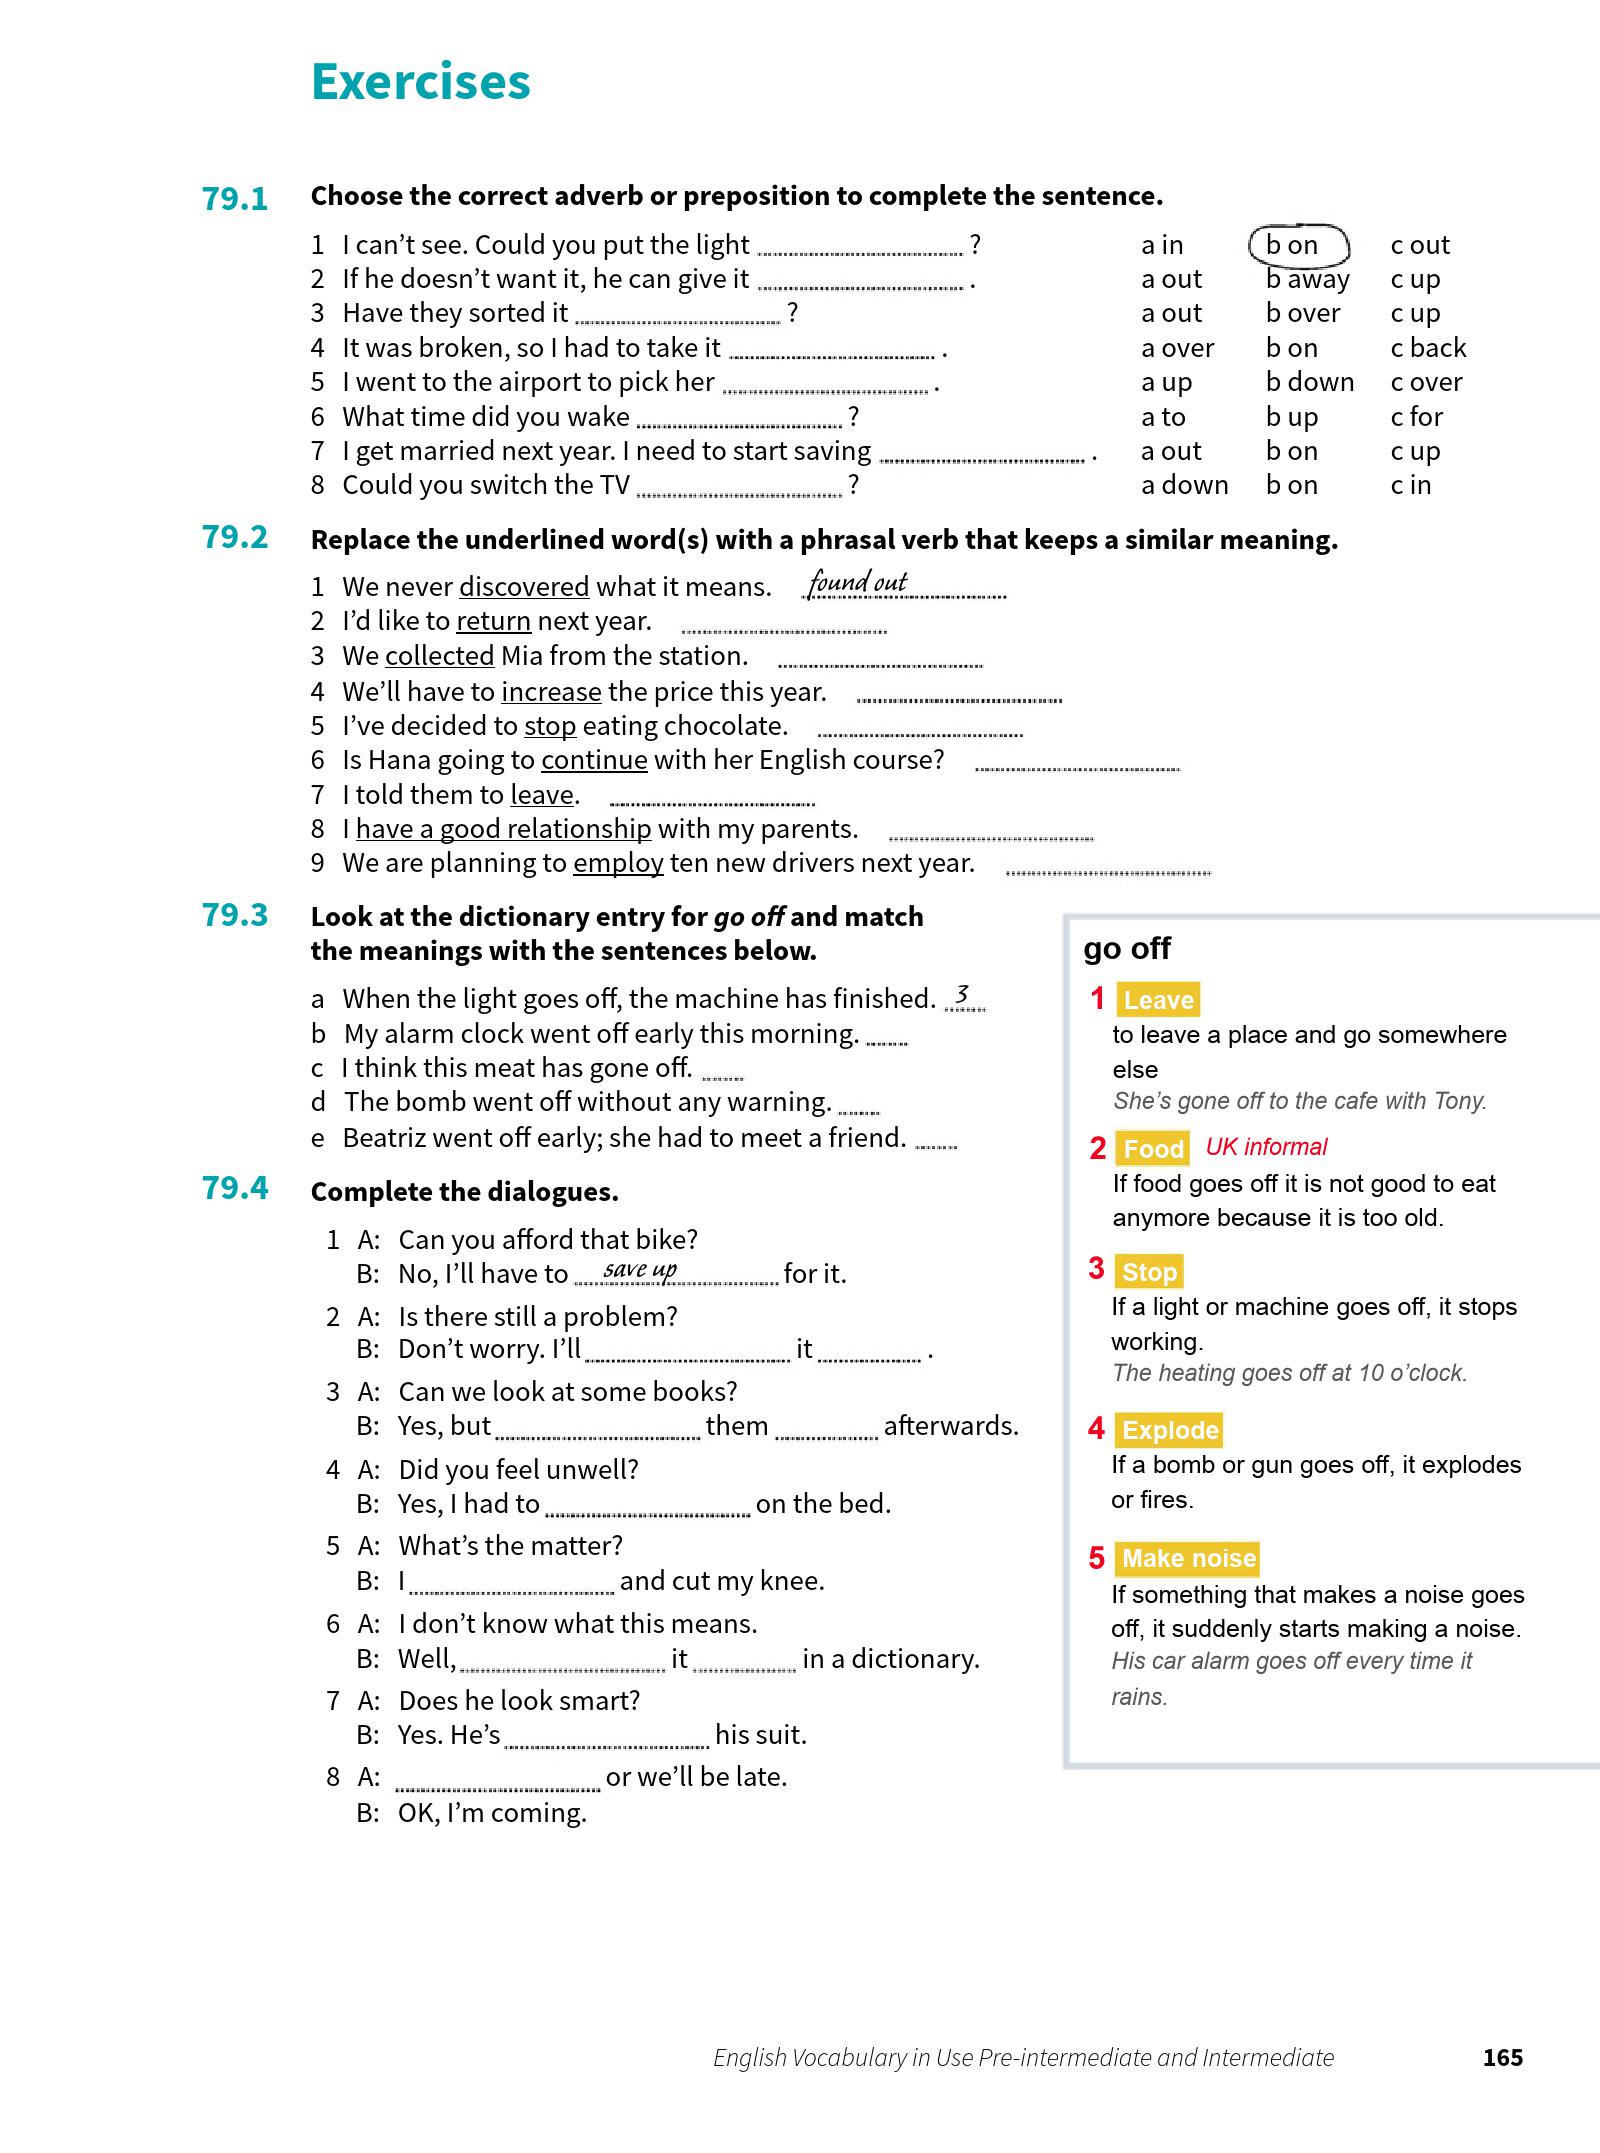 Exercises
79.1 Choose the correct adverb or preposition to complete the sentence.
1 I can't see. Could you put the light ? a in b on c out
2 If he doesn't want it, he can give it . a out b away c up
3 Have they sorted it ? a out b over c up
4 It was broken, so I had to take it . a over b on c back
5 I went to the airport to pick her . a up b down c over
6 What time did you wake ? a to b up c for
7 I get married next year. I need to start saving . a out b on c up
8 Could you switch the TV ? a down b on c in
79.2 Replace the underlined word(s) with a phrasal verb that keeps a similar meaning.
1 We never discovered what it means. found out
2 I'd like to return next year.
3 We collected Mia from the station.
4 We'll have to increase the price this year.
5 I've decided to stop eating chocolate.
6 Is Hana going to continue with her English course?
7 I told them to leave.
8 I have a good relationship with my parents.
9 We are planning to employ ten new drivers next year.
79.3 Look at the dictionary entry for go off and match
the meanings with the sentences below.
a When the light goes off, the machine has finished. 3
b My alarm clock went off early this morning.
c I think this meat has gone off.
d The bomb went off without any warning.
e Beatriz went off early; she had to meet a friend.
79.4 Complete the dialogues.
1 A: Can you afford that bike?
B: No, I'll have to save up for it.
2 A: Is there still a problem?
B: Don't worry. I'll it .
3 A: Can we look at some books?
B: Yes, but them afterwards.
4 A: Did you feel unwell?
B: Yes, I had to on the bed.
5 A: What's the matter?
B: I and cut my knee.
6 A: I don't know what this means.
B: Well, it in a dictionary.
7 A: Does he look smart?
B: Yes. He's his suit.
8 A: or we'll be late.
B: OK, I'm coming.
go off
1 Leave
to leave a place and go somewhere
else
She's gone off to the cafe with Tony.
2 Food UK informal
If food goes off it is not good to eat
anymore because it is too old.
3 Stop
If a light or machine goes off, it stops
working.
The heating goes off at 10 o'clock.
4 Explode
If a bomb or gun goes off, it explodes
or fires.
5 Make noise
If something that makes a noise goes
off, it suddenly starts making a noise.
His car alarm goes off every time it
rains.
English Vocabulary in Use Pre-intermediate and Intermediate 165